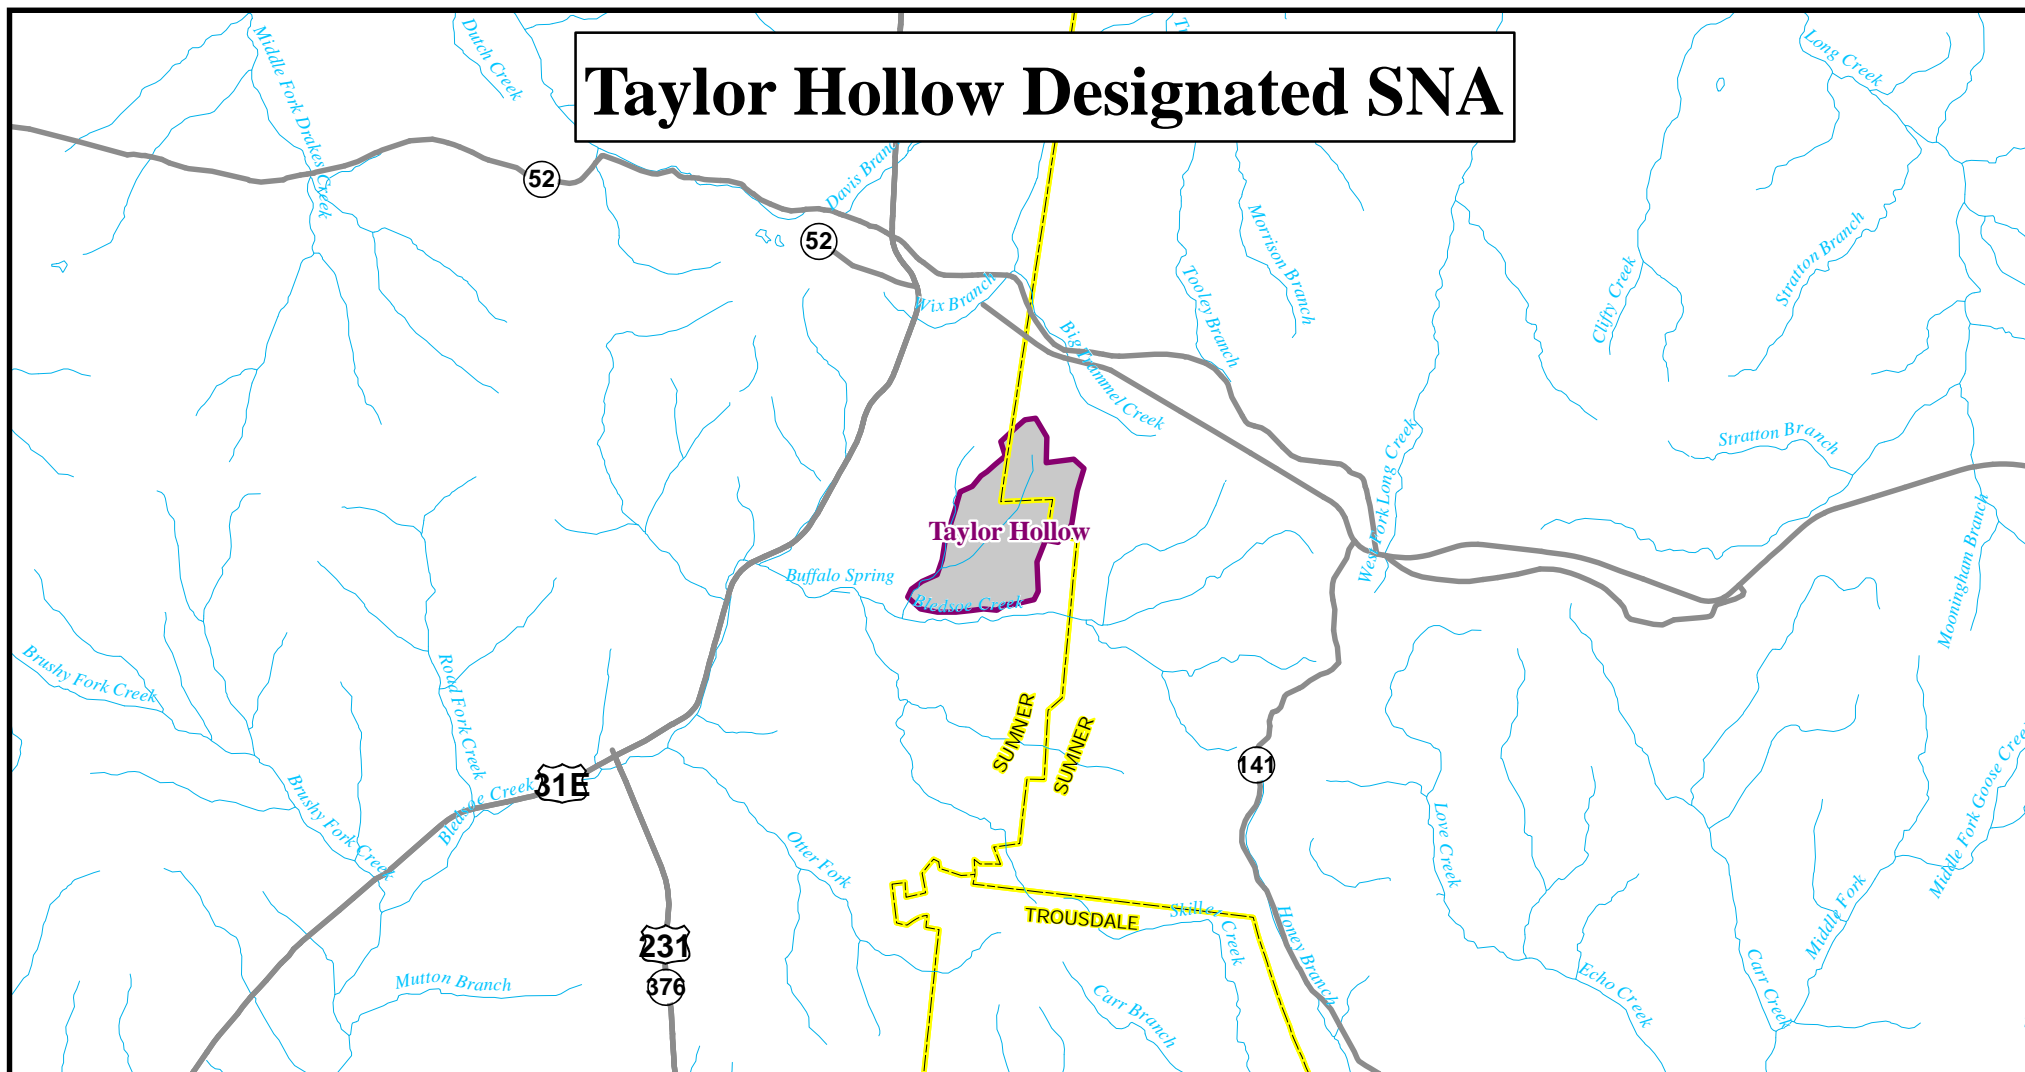 Taylor Hollow Designated SNA
Middle Fork Drakes Creek
Dutch Creek
Long Creek
52
Davis Branc
52
Morrison Branch
Stratton Branch
Clifty Creek
Tooley Branch
Wix Branch
Big Trammel Creek
West Fork Long Creek
Stratton Branch
Taylor Hollow
Mooningham Branch
Buffalo Spring
Bledsoe Creek
Brushy Fork Creek
Road Fork Creek
SUMNER
SUMNER
141
31E
Bledsoe Creek
Brushy Fork Creek
Otter Fork
Love Creek
Middle Fork Goose Creek
TROUSDALE
Skillet Creek
Honey Branch
Middle Fork
231
376
Mutton Branch
Carr Branch
Echo Creek
Carr Creek